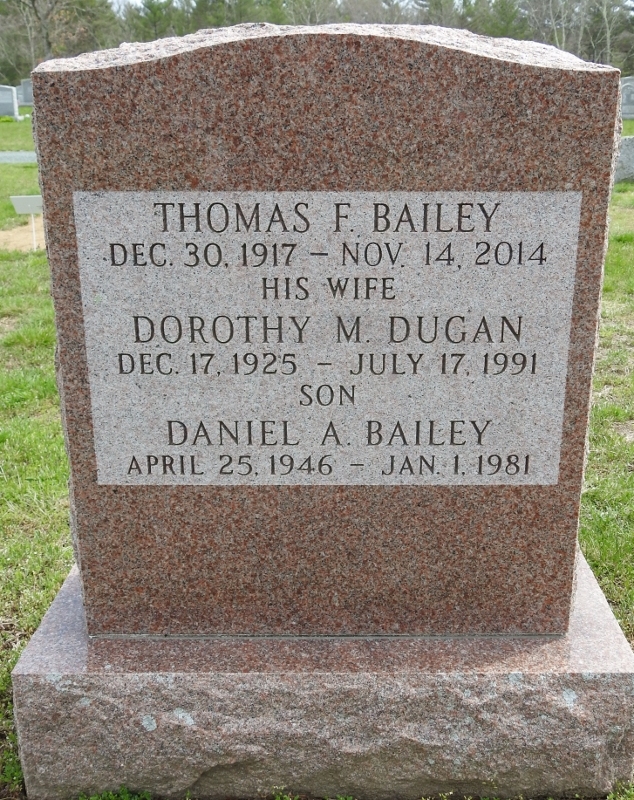 THOMAS F. BAILEY
DEC. 30, 1917 – NOV. 14, 2014
HIS WIFE
DOROTHY M. DUGAN
DEC. 17, 1925 – JULY 17, 1991
SON
DANIEL A. BAILEY
APRIL 25, 1946 – JAN. 1, 1981